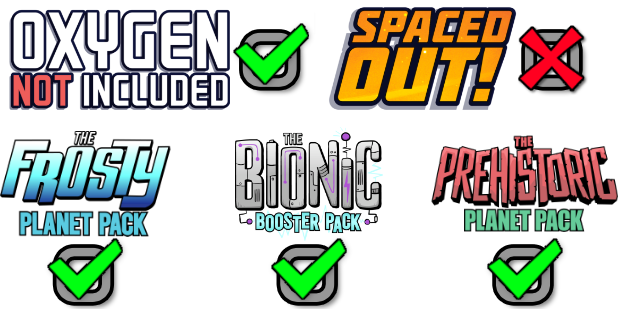 OXYGEN
NOT INCLUDED
SPACED
OUT!
THE
FROSTY
PLANET PACK
THE
BIONIC
BOOSTER PACK
THE
PREHISTORIC
PLANET PACK